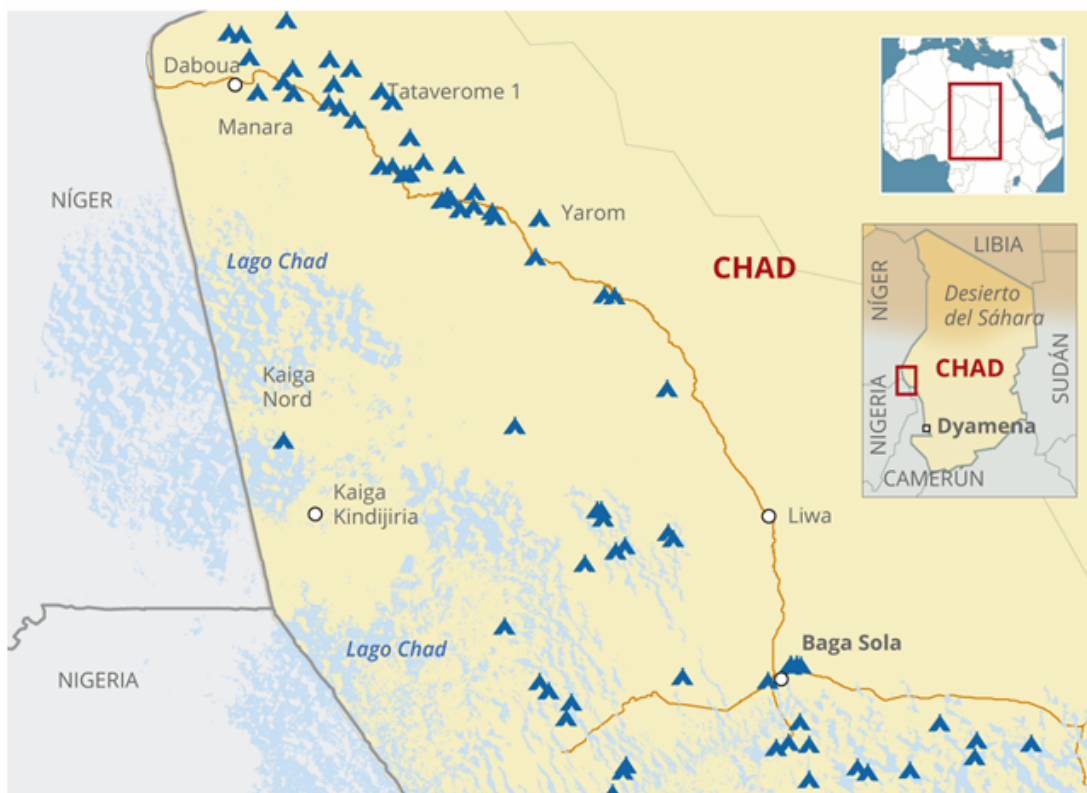 Daboua
Tataverome 1
Manara
NÍGER
Yarom
Lago Chad
CHAD
Kaiga
Nord
Kaiga
Kindijiria
Liwa
Lago Chad
Baga Sola
NIGERIA
LIBIA
NÍGER
Desierto
del Sáhara
CHAD
SUDÁN
NIGERIA
Dyamena
CAMERÚN